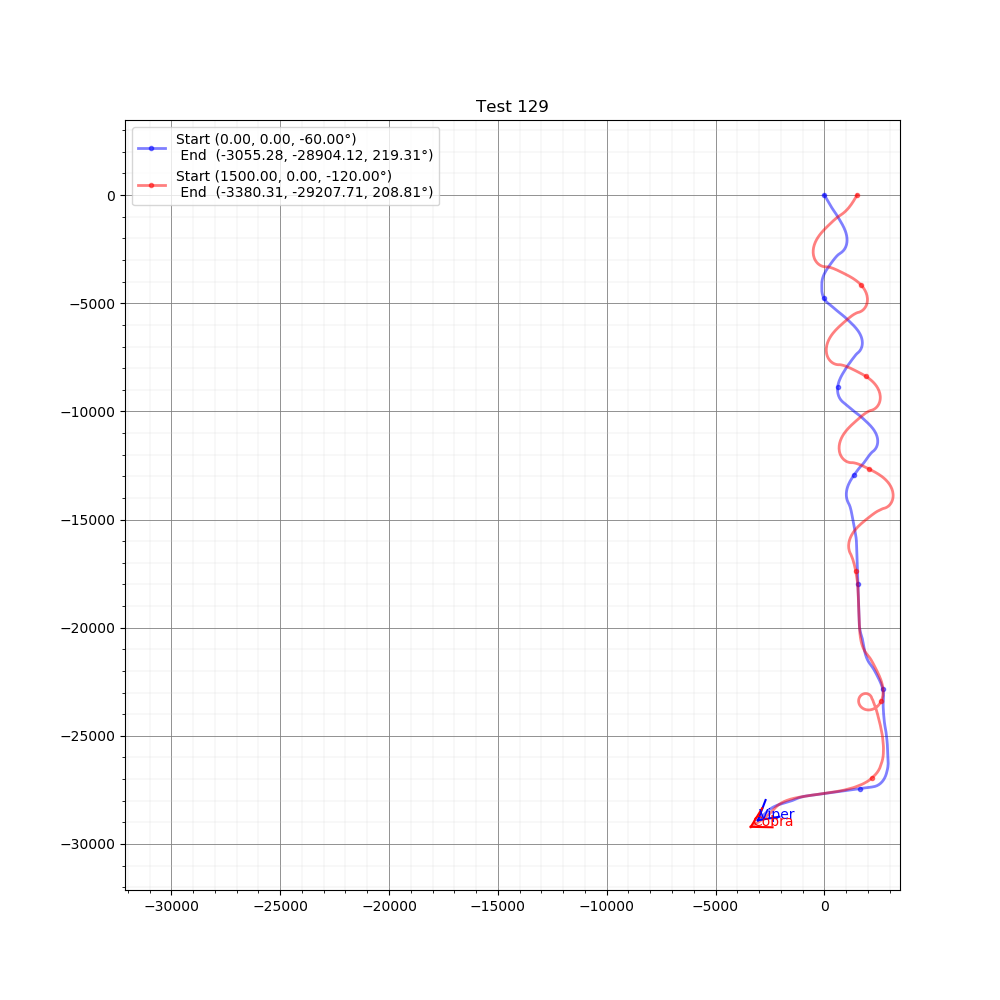 Test 129
Start (0.00, 0.00, -60.00°)
End  (-3055.28, -28904.12, 219.31°)
Start (1500.00, 0.00, -120.00°)
End  (-3380.31, -29207.71, 208.81°)
0
−5000
−10000
−15000
−20000
−25000
−30000
Viper
Cobra
−30000 −25000 −20000 −15000 −10000 −5000 0